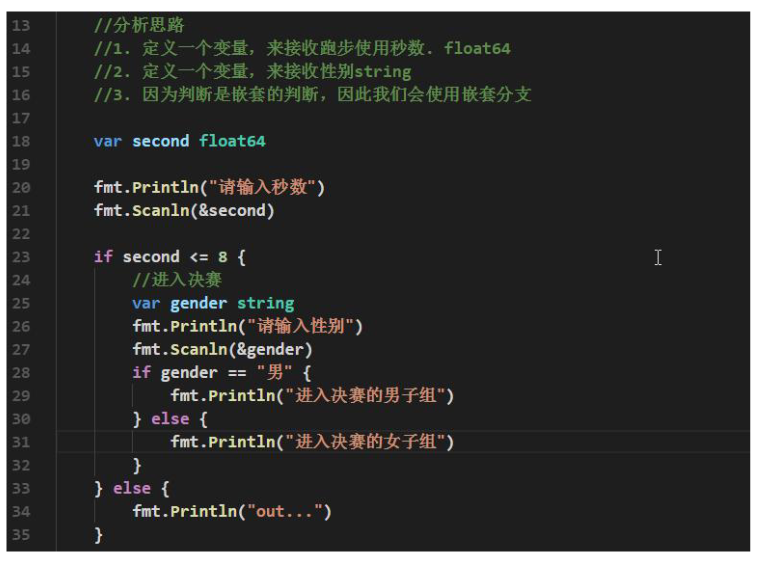 13 //分析思路
14 //1. 定义一个变量，来接收跑步使用秒数. float64
15 //2. 定义一个变量，来接收性别string
16 //3. 因为判断是嵌套的判断，因此我们会使用嵌套分支
17
18 var second float64
19
20 fmt.Println("请输入秒数")
21 fmt.Scanln(&second)
22
23 if second <= 8 {
24 //进入决赛
25 var gender string
26 fmt.Println("请输入性别")
27 fmt.Scanln(&gender)
28 if gender == "男" {
29 fmt.Println("进入决赛的男子组")
30 } else {
31 fmt.Println("进入决赛的女子组")
32 }
33 } else {
34 fmt.Println("out...")
35 }